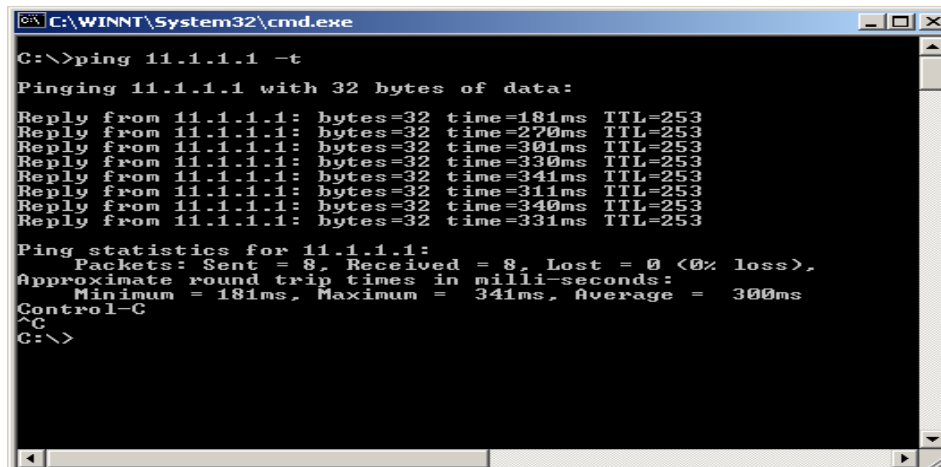 C:\WINNT\System32\cmd.exe
C:\>ping 11.1.1.1 -t
Pinging 11.1.1.1 with 32 bytes of data:
Reply from 11.1.1.1: bytes=32 time=181ms TTL=253
Reply from 11.1.1.1: bytes=32 time=270ms TTL=253
Reply from 11.1.1.1: bytes=32 time=301ms TTL=253
Reply from 11.1.1.1: bytes=32 time=330ms TTL=253
Reply from 11.1.1.1: bytes=32 time=341ms TTL=253
Reply from 11.1.1.1: bytes=32 time=311ms TTL=253
Reply from 11.1.1.1: bytes=32 time=340ms TTL=253
Reply from 11.1.1.1: bytes=32 time=331ms TTL=253
Ping statistics for 11.1.1.1:
    Packets: Sent = 8, Received = 8, Lost = 0 (0% loss),
Approximate round trip times in milli-seconds:
    Minimum = 181ms, Maximum =  341ms, Average =  300ms
Control-C
^C
C:\>